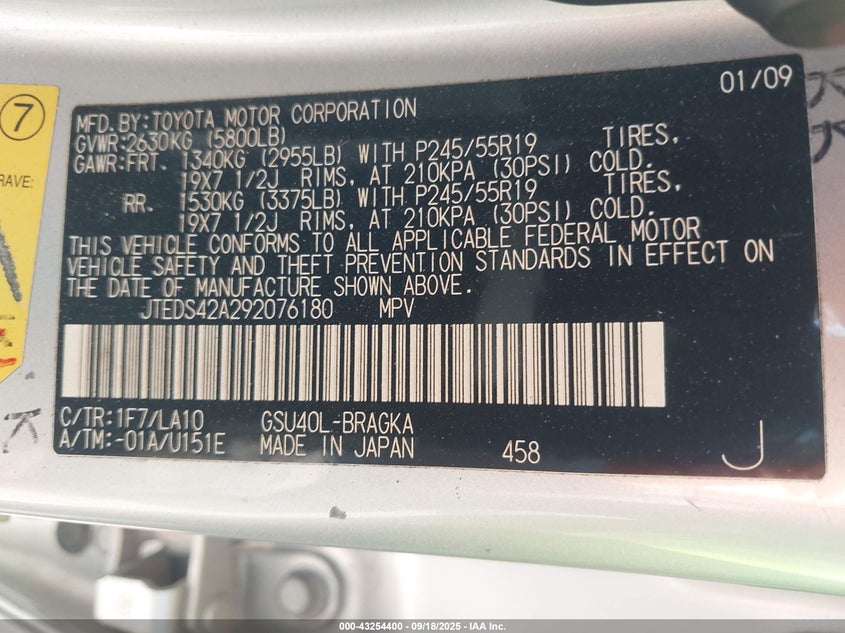 7
RAVE:
01/09
MFD.BY:TOYOTA MOTOR CORPORATION
GVWR:2630KG (5800LB)
GAWR:FRT. 1340KG (2955LB) WITH P245/55R19 TIRES,
19X7 1/2J RIMS, AT 210KPA (30PSI) COLD.
RR. 1530KG (3375LB) WITH P245/55R19 TIRES,
19X7 1/2J RIMS, AT 210KPA (30PSI) COLD.
THIS VEHICLE CONFORMS TO ALL APPLICABLE FEDERAL MOTOR
VEHICLE SAFETY AND THEFT PREVENTION STANDARDS IN EFFECT ON
THE DATE OF MANUFACTURE SHOWN ABOVE.
JTEDS42A292076180 MPV
C/TR:1F7/LA10 GSU40L-BRAGKA
A/TM:-01A/U151E MADE IN JAPAN 458 J
K
000-43254400 - 09/18/2025 - IAA Inc.